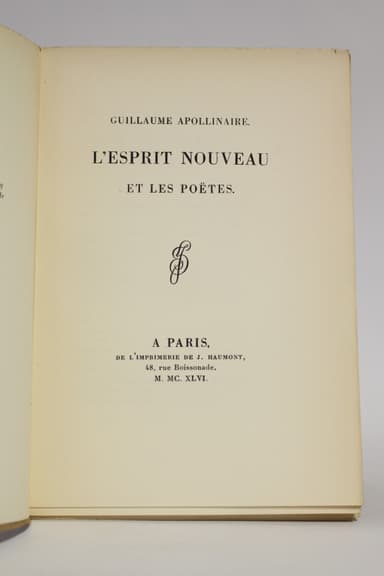 GUILLAUME APOLLINAIRE.
L'ESPRIT NOUVEAU
ET LES POËTES.
A PARIS,
DE L'IMPRIMERIE DE J. HAUMONT,
48, rue Boissonade,
M. MC. XLVI.